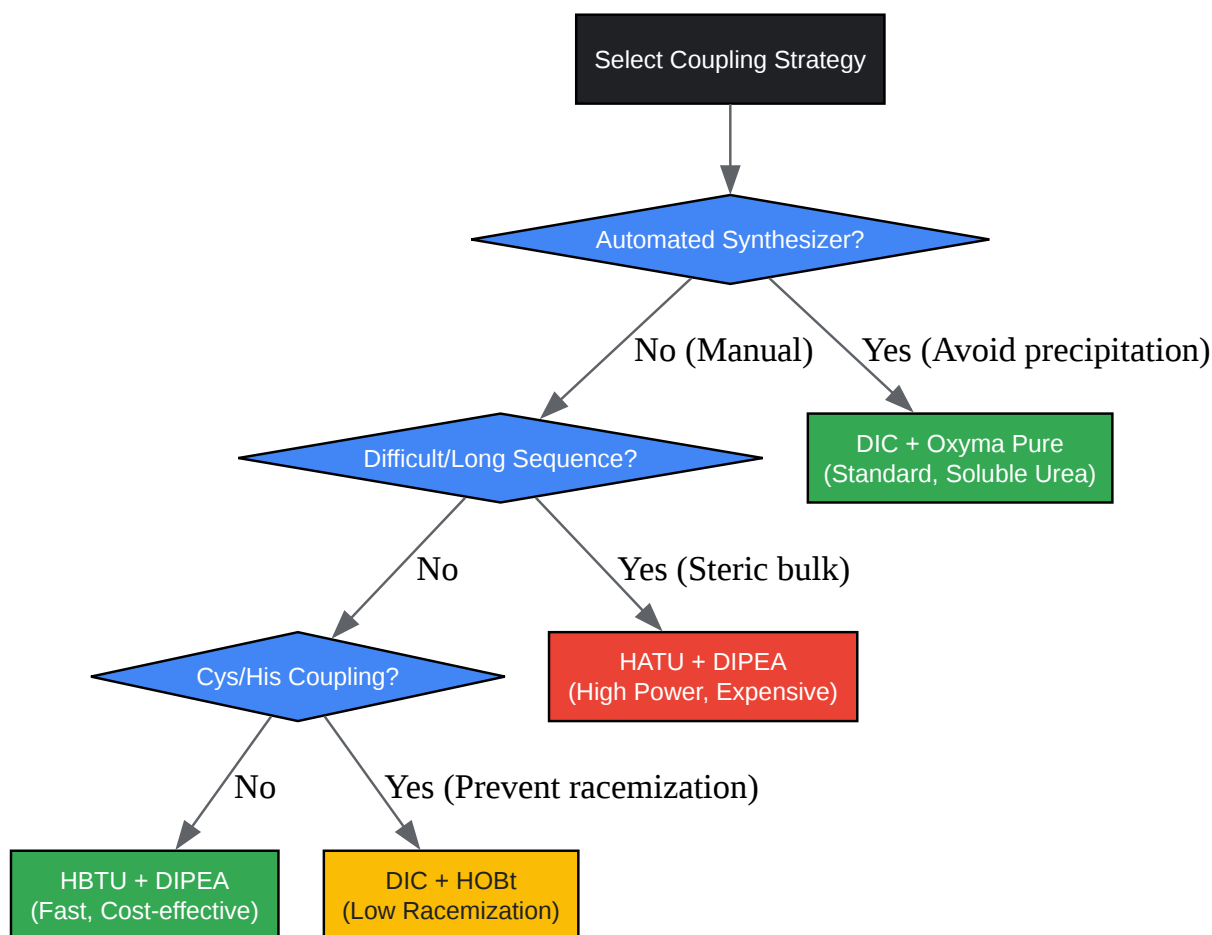 Select Coupling Strategy
Automated Synthesizer?
No (Manual)
Yes (Avoid precipitation)
Difficult/Long Sequence?
DIC + Oxyma Pure
(Standard, Soluble Urea)
No
Yes (Steric bulk)
Cys/His Coupling?
HATU + DIPEA
(High Power, Expensive)
No
Yes (Prevent racemization)
HBTU + DIPEA
(Fast, Cost-effective)
DIC + HOBt
(Low Racemization)